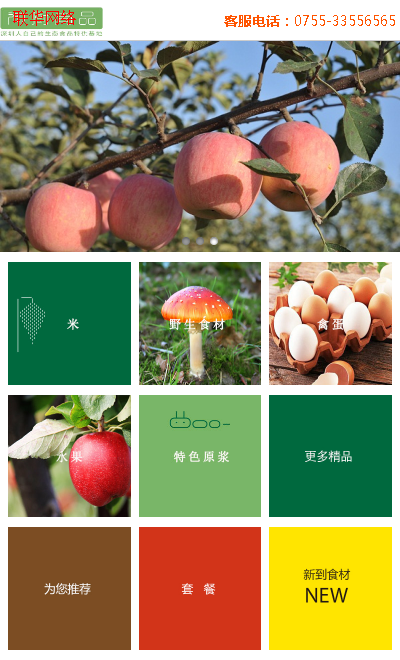 联华网络
深圳人自己的生态食品特供基地
客服电话：0755-33556565
米
野生食材
禽蛋
水果
特色原浆
更多精品
为您推荐
套 餐
新到食材
NEW